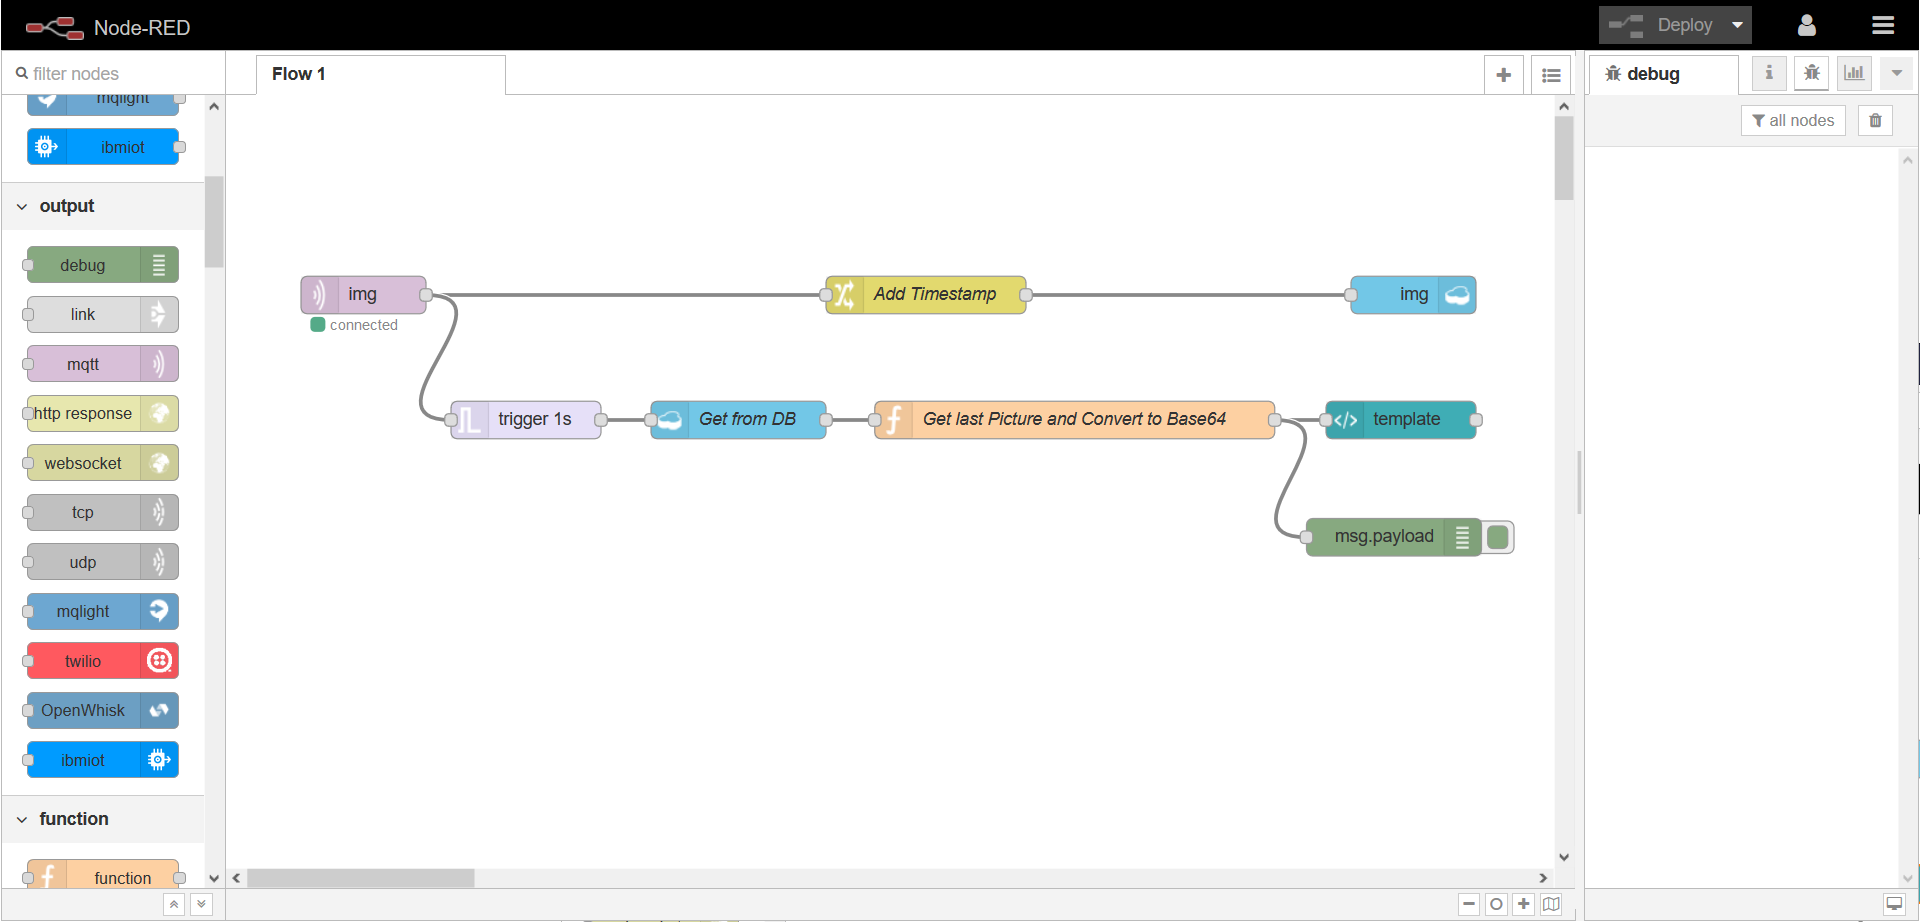 Node-RED
Deploy
filter nodes
Flow 1
debug
all nodes
mqlight
ibmiot
output
debug
link
mqtt
http response
websocket
tcp
udp
mqlight
twilio
OpenWhisk
ibmiot
function
function
img
connected
Add Timestamp
img
trigger 1s
Get from DB
Get last Picture and Convert to Base64
template
msg.payload